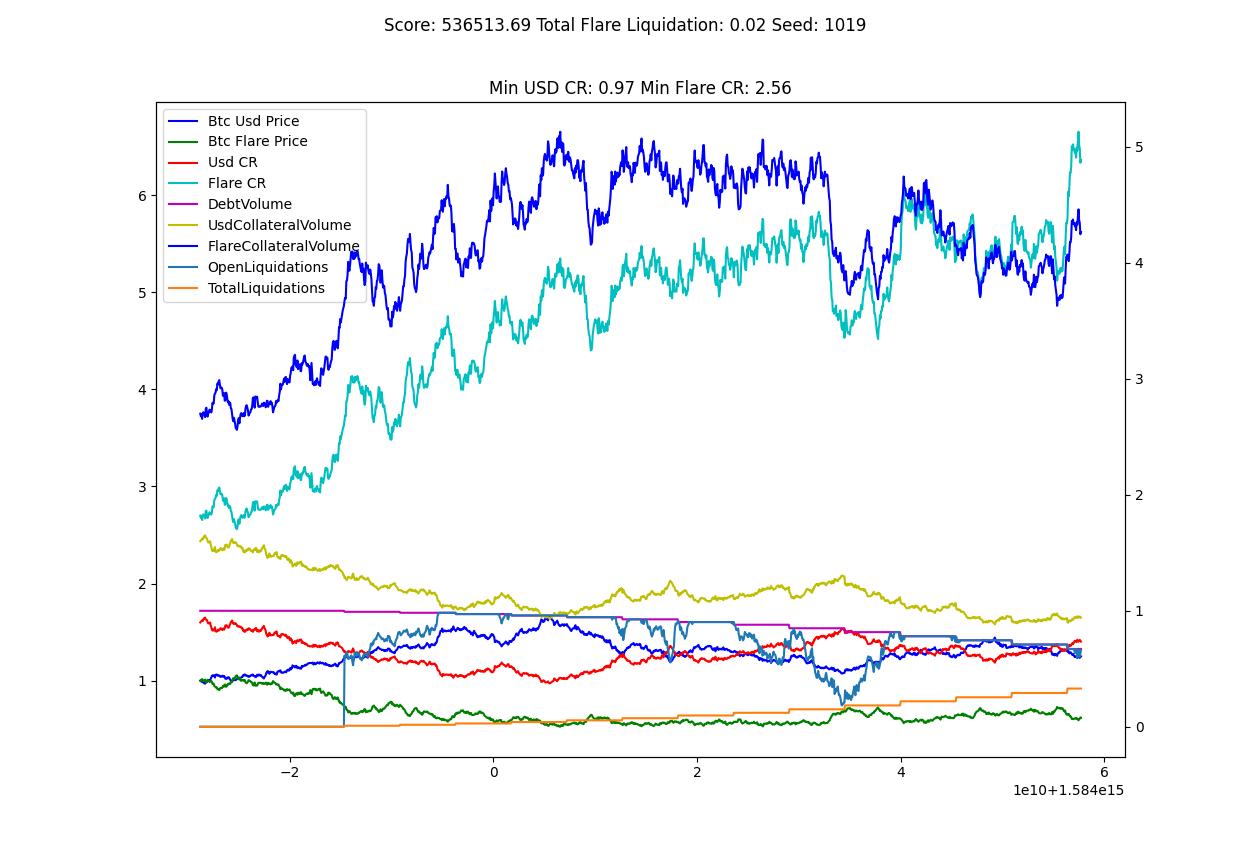 Score: 536513.69 Total Flare Liquidation: 0.02 Seed: 1019
Min USD CR: 0.97 Min Flare CR: 2.56
Btc Usd Price
Btc Flare Price
Usd CR
Flare CR
DebtVolume
UsdCollateralVolume
FlareCollateralVolume
OpenLiquidations
TotalLiquidations
6
5
4
3
2
1
5
4
3
2
1
0
−2 0 2 4 6
1e10+1.584e15